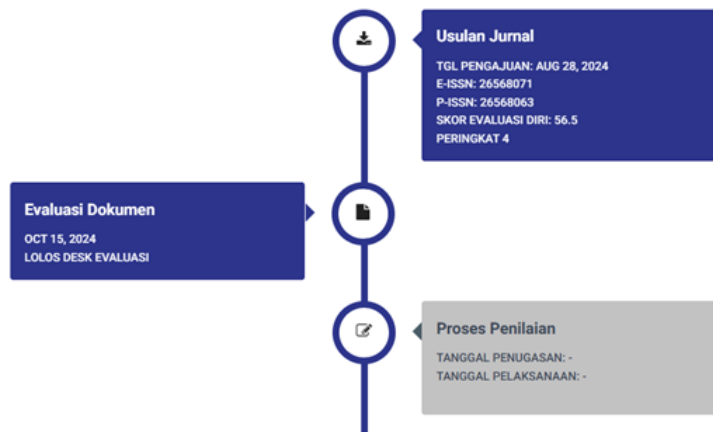 Usulan Jurnal
TGL PENGAJUAN: AUG 28, 2024
E-ISSN: 26568071
P-ISSN: 26568063
SKOR EVALUASI DIRI: 56.5
PERINGKAT 4
Evaluasi Dokumen
OCT 15, 2024
LOLOS DESK EVALUASI
Proses Penilaian
TANGGAL PENUGASAN: -
TANGGAL PELAKSANAAN: -